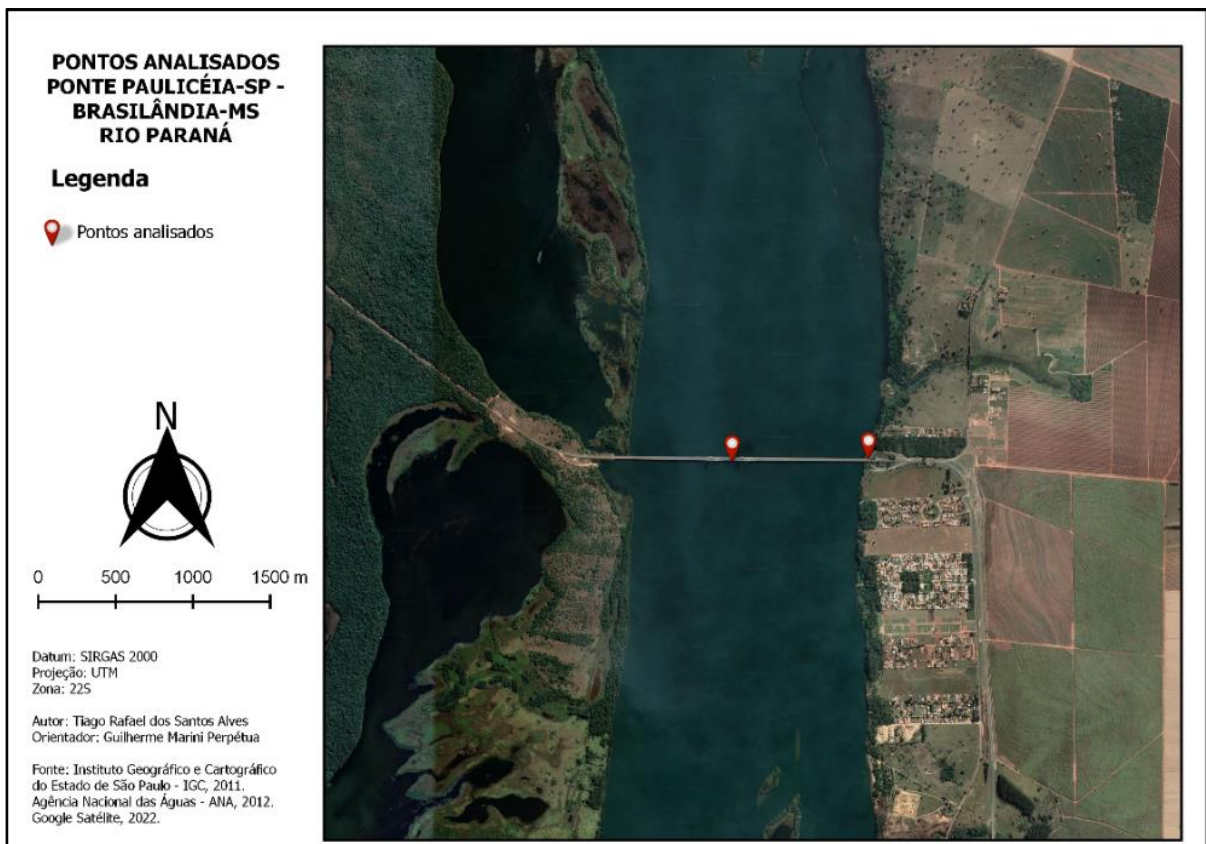 PONTOS ANALISADOS
PONTE PAULICÉIA-SP -
BRASILÂNDIA-MS
RIO PARANÁ
Legenda
Pontos analisados
N
0 500 1000 1500 m
Datum: SIRGAS 2000
Projeção: UTM
Zona: 22S
Autor: Tiago Rafael dos Santos Alves
Orientador: Guilherme Marini Perpétua
Fonte: Instituto Geográfico e Cartográfico
do Estado de São Paulo - IGC, 2011.
Agência Nacional das Águas - ANA, 2012.
Google Satélite, 2022.